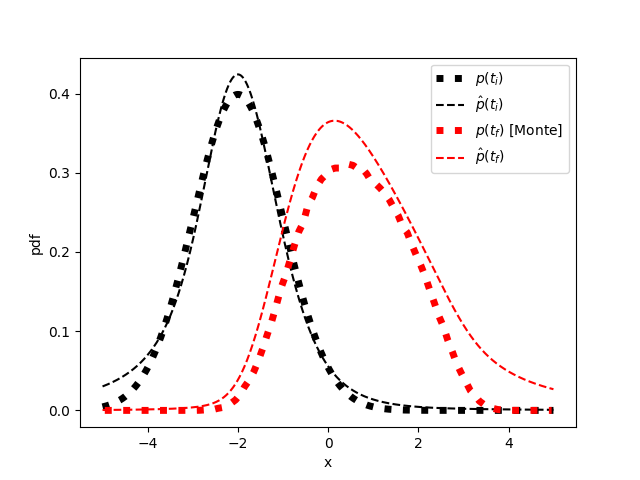 p(t_i)
p̂(t_i)
p(t_f) [Monte]
p̂(t_f)
pdf
0.4
0.3
0.2
0.1
0.0
−4 −2 0 2 4
x